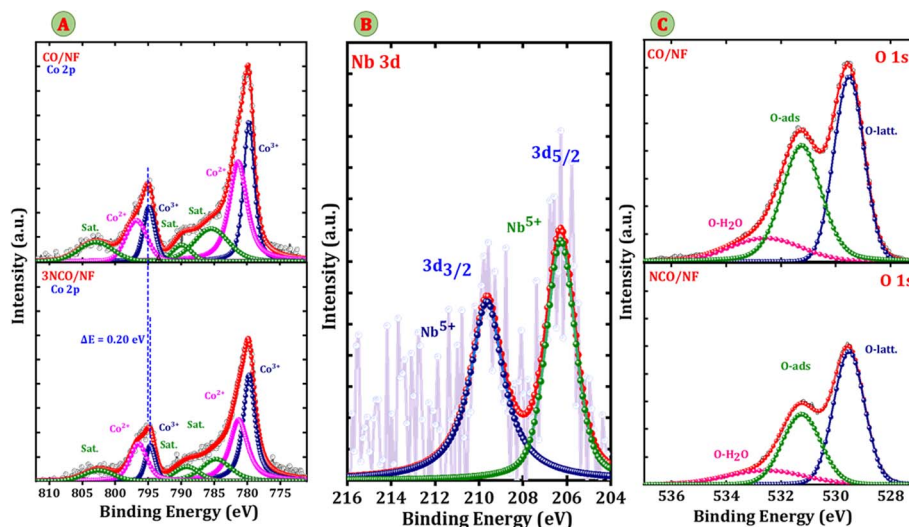 A
CO/NF
Co 2p
Co³⁺
Co²⁺
Co²⁺
Co³⁺
Sat.
Sat.
Sat.
3NCO/NF
Co 2p
ΔE = 0.20 eV
Co³⁺
Co²⁺
Co²⁺
Co³⁺
Sat.
Sat.
Sat.
Intensity (a.u.)
810 805 800 795 790 785 780 775
Binding Energy (eV)
B
Nb 3d
3d5/2
Nb⁵⁺
3d3/2
Nb⁵⁺
Intensity (a.u.)
216 214 212 210 208 206 204
Binding Energy (eV)
C
CO/NF
O 1s
O-ads
O-latt.
O-H₂O
NCO/NF
O 1s
O-ads
O-latt.
O-H₂O
Intensity (a.u.)
536 534 532 530 528
Binding Energy (eV)